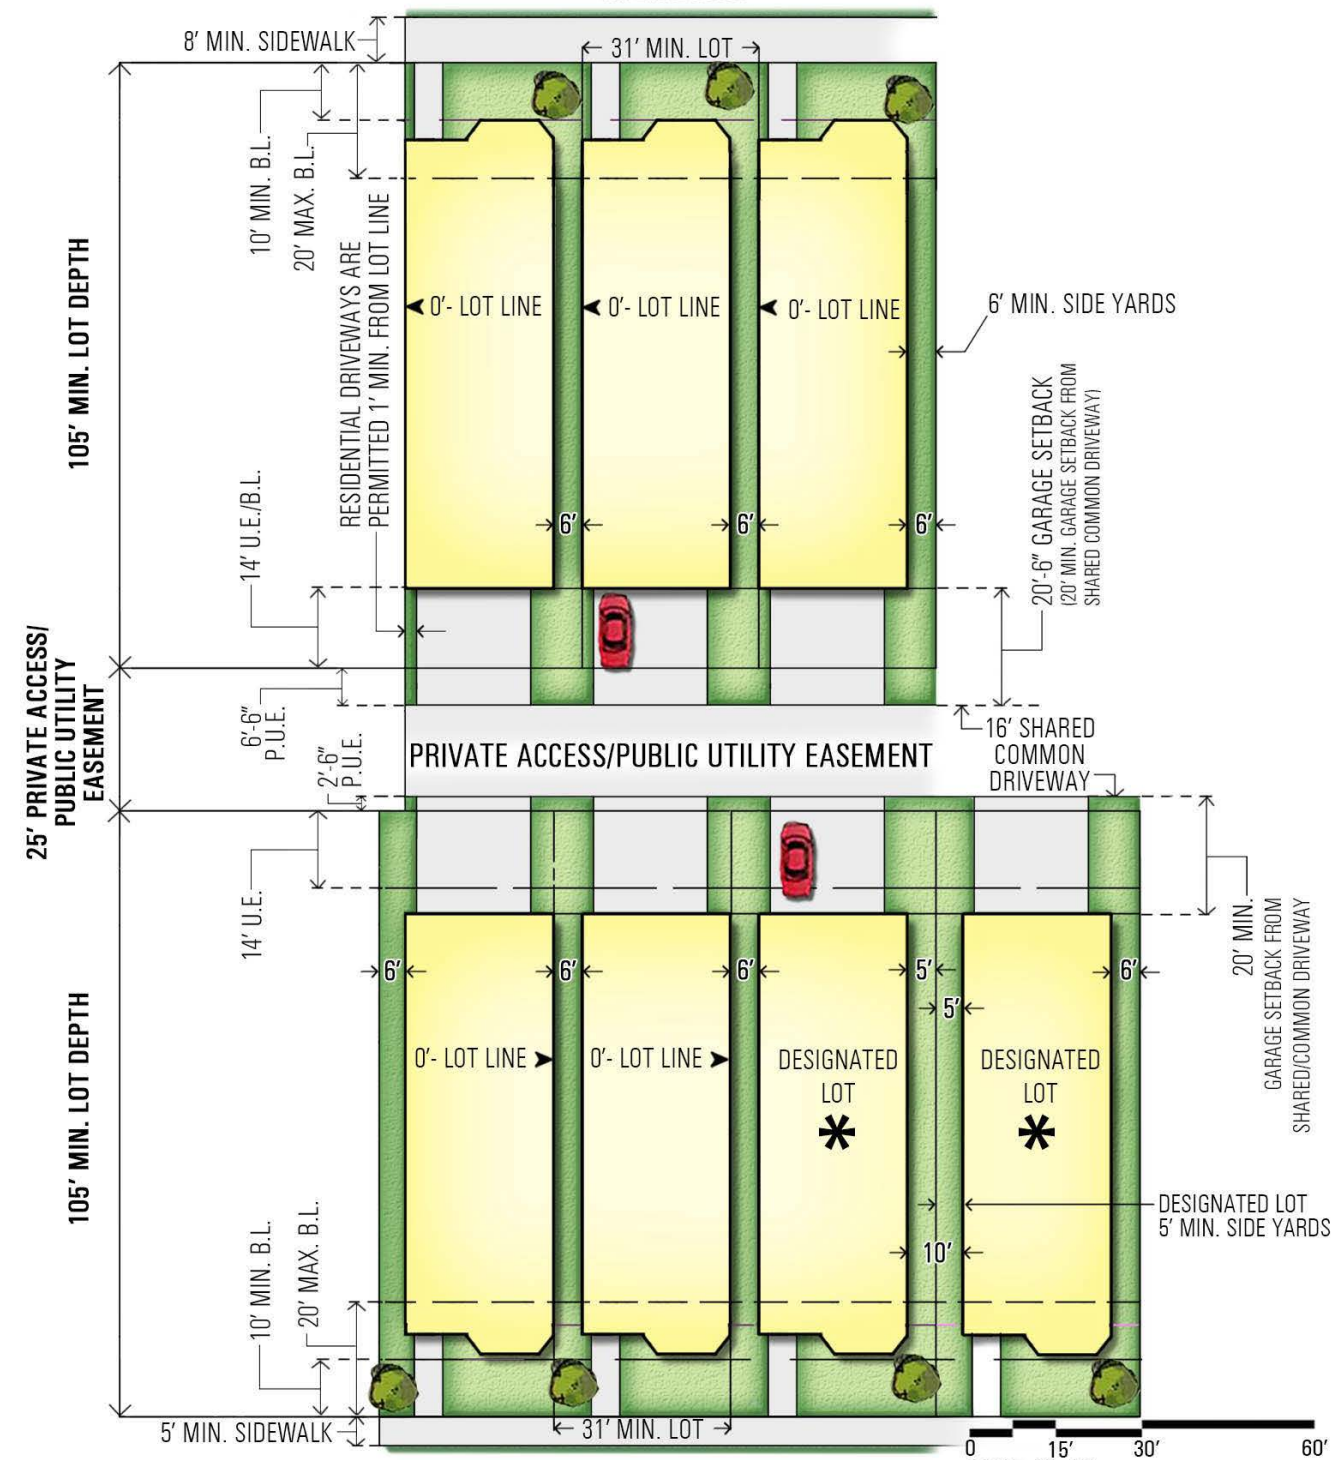 8' MIN. SIDEWALK
31' MIN. LOT
10' MIN. B.L.
20' MAX. B.L.
RESIDENTIAL DRIVEWAYS ARE
PERMITTED 1' MIN. FROM LOT LINE
105' MIN. LOT DEPTH
0'- LOT LINE
0'- LOT LINE
0'- LOT LINE
6' MIN. SIDE YARDS
20'-6" GARAGE SETBACK
(20' MIN. GARAGE SETBACK FROM
SHARED COMMON DRIVEWAY)
14' U.E./B.L.
6'
6'
6'
25' PRIVATE ACCESS/
PUBLIC UTILITY
EASEMENT
6'-6"
P.U.E.
2'-6"
P.U.E.
PRIVATE ACCESS/PUBLIC UTILITY EASEMENT
16' SHARED
COMMON
DRIVEWAY
14' U.E.
20' MIN.
GARAGE SETBACK FROM
SHARED/COMMON DRIVEWAY
6'
6'
6'
5'
6'
5'
105' MIN. LOT DEPTH
0'- LOT LINE
0'- LOT LINE
DESIGNATED
LOT
*
DESIGNATED
LOT
*
DESIGNATED LOT
5' MIN. SIDE YARDS
10'
10' MIN. B.L.
20' MAX. B.L.
5' MIN. SIDEWALK
31' MIN. LOT
0 15' 30' 60'